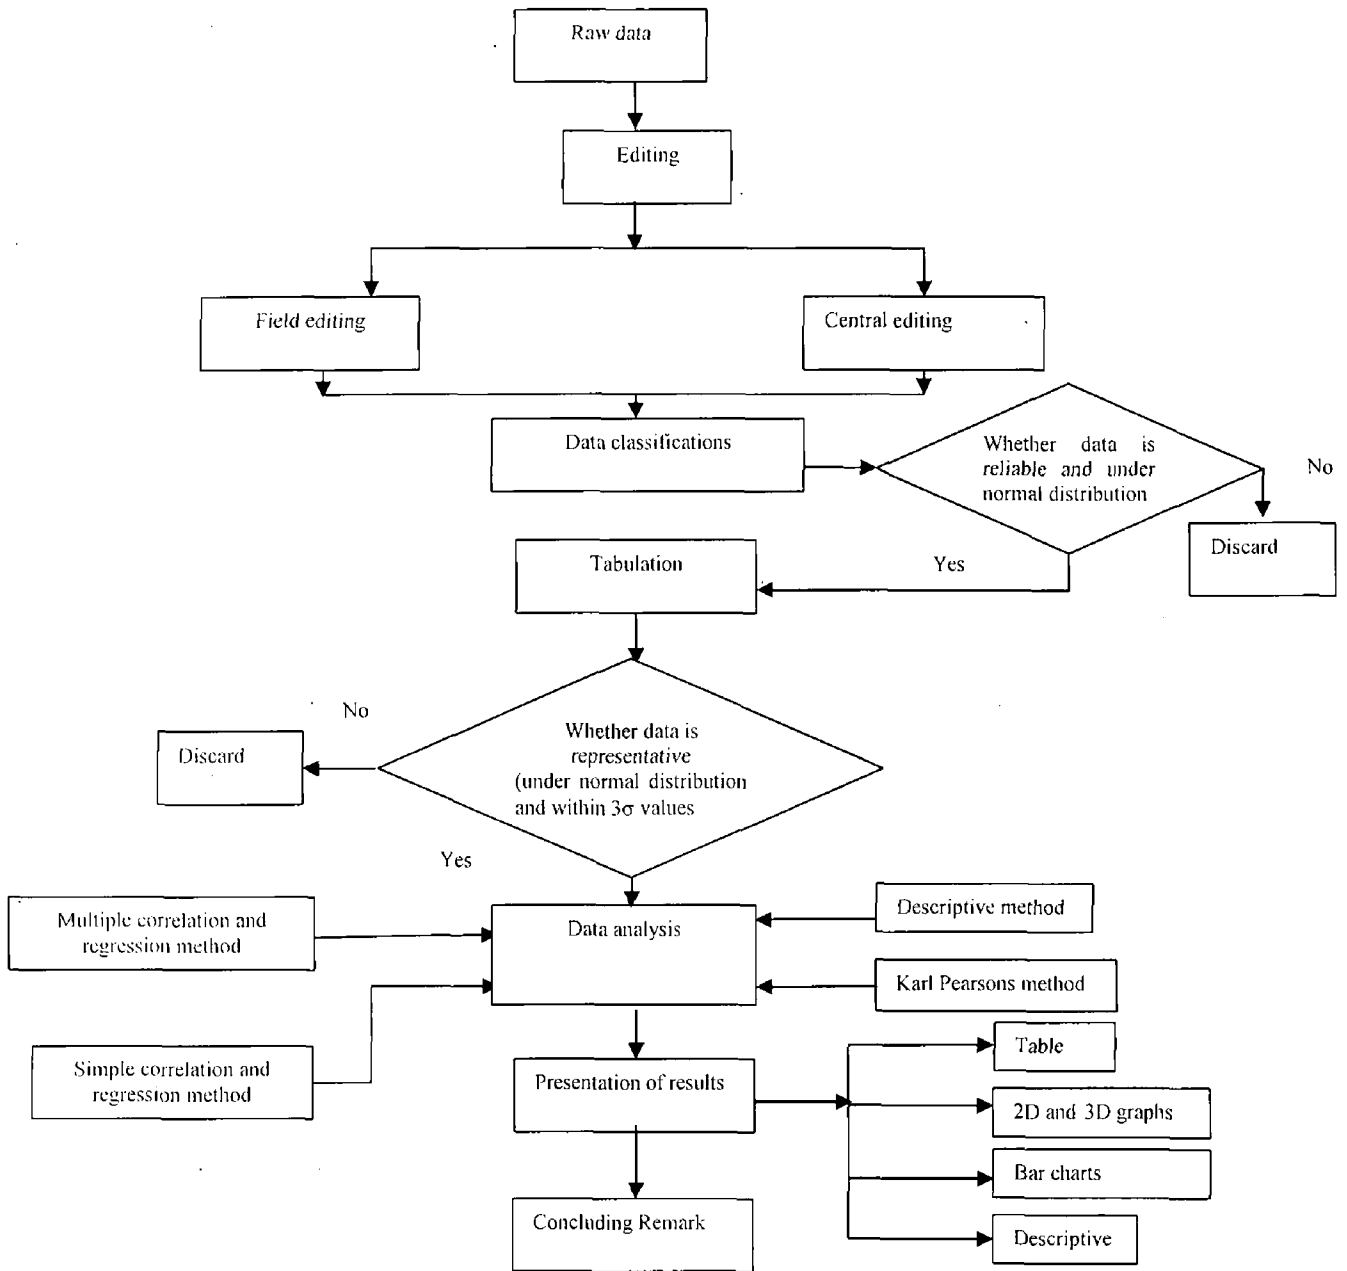 Raw data
Editing
Field editing
Central editing
Data classifications
Whether data is
reliable and under
normal distribution
No
Discard
Tabulation
Yes
No
Whether data is
representative
(under normal distribution
and within 3σ values
Discard
Yes
Multiple correlation and
regression method
Data analysis
Descriptive method
Karl Pearsons method
Simple correlation and
regression method
Presentation of results
Table
2D and 3D graphs
Bar charts
Descriptive
Concluding Remark